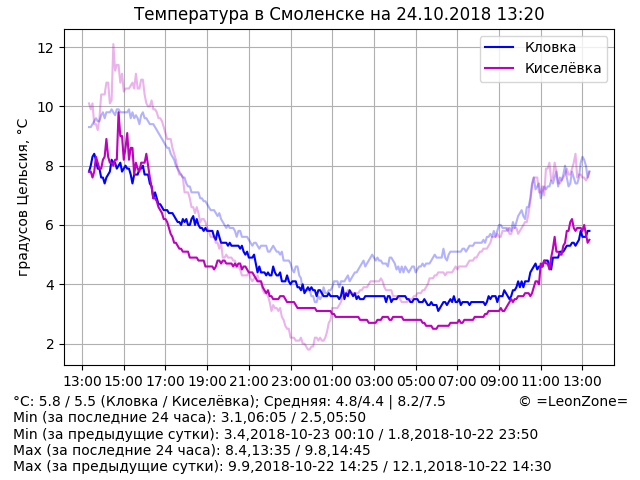 Температура в Смоленске на 24.10.2018 13:20
Кловка
Киселёвка
градусов Цельсия, °C
12
10
8
6
4
2
13:00 15:00 17:00 19:00 21:00 23:00 01:00 03:00 05:00 07:00 09:00 11:00 13:00
°C: 5.8 / 5.5 (Кловка / Киселёвка); Средняя: 4.8/4.4 | 8.2/7.5 © =LeonZone=
Min (за последние 24 часа): 3.1,06:05 / 2.5,05:50
Min (за предыдущие сутки): 3.4,2018-10-23 00:10 / 1.8,2018-10-22 23:50
Max (за последние 24 часа): 8.4,13:35 / 9.8,14:45
Max (за предыдущие сутки): 9.9,2018-10-22 14:25 / 12.1,2018-10-22 14:30